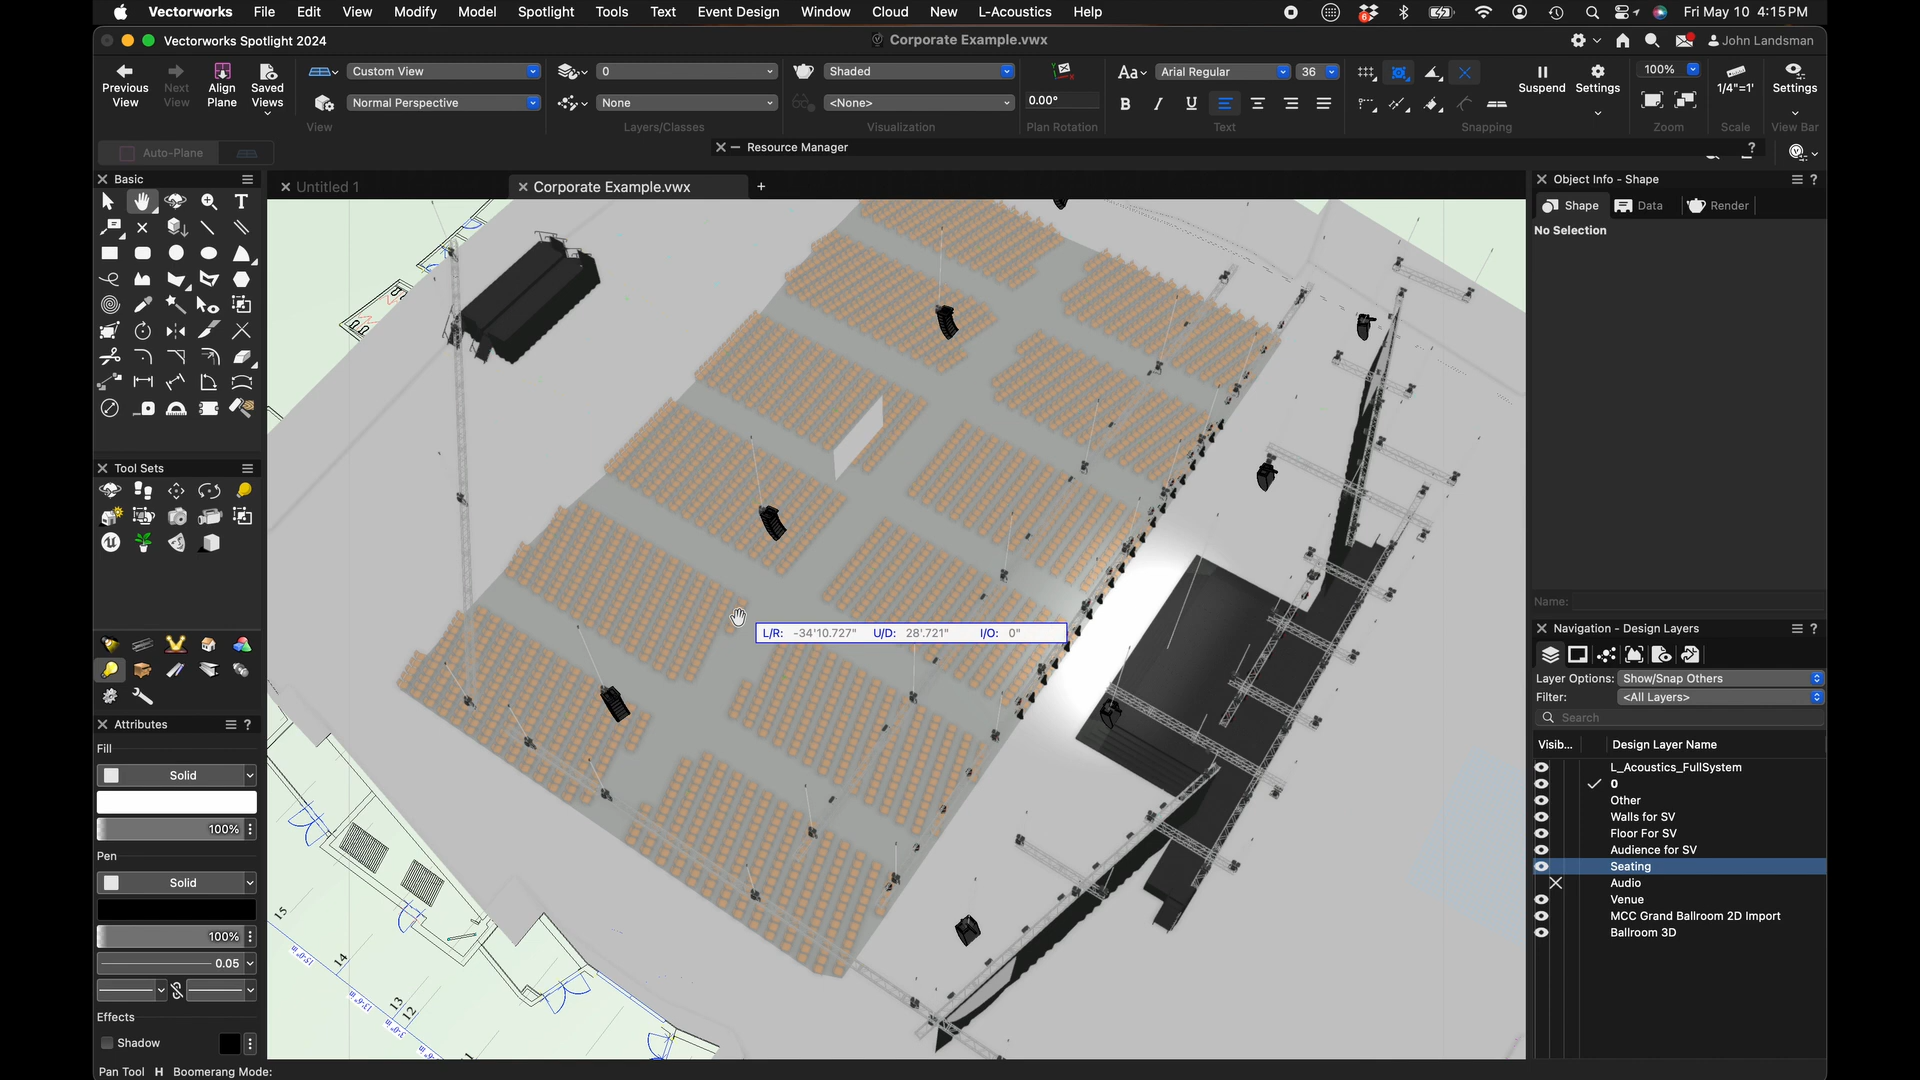 Vectorworks File Edit View Modify Model Spotlight Tools Text Event Design Window Cloud New L-Acoustics Help
6
Fri May 10 4:15 PM
Vectorworks Spotlight 2024
Corporate Example.vwx
John Landsman
Previous View
Next View
Align Plane
Saved Views
Custom View
Normal Perspective
View
0
None
Layers/Classes
Shaded
<None>
Visualization
0.00°
Plan Rotation
Aa Arial Regular 36
B I U
Text
Snapping
Suspend
Settings
100%
Zoom
1/4"=1'
Scale
Settings
View Bar
Auto-Plane
Resource Manager
?
Basic
Untitled 1
Corporate Example.vwx
+
Object Info - Shape
?
Shape Data Render
No Selection
Tool Sets
L/R: -34'10.727" U/D: 28'.721" I/O: 0"
Name:
Navigation - Design Layers
?
Layer Options: Show/Snap Others
Filter: <All Layers>
Search
Visib... Design Layer Name
L_Acoustics_FullSystem
0
Other
Walls for SV
Floor For SV
Audience for SV
Seating
Audio
Venue
MCC Grand Ballroom 2D Import
Ballroom 3D
Attributes
?
Fill
Solid
100%
Pen
Solid
100%
0.05
Effects
Shadow
15
14
13
12
Pan Tool H Boomerang Mode: